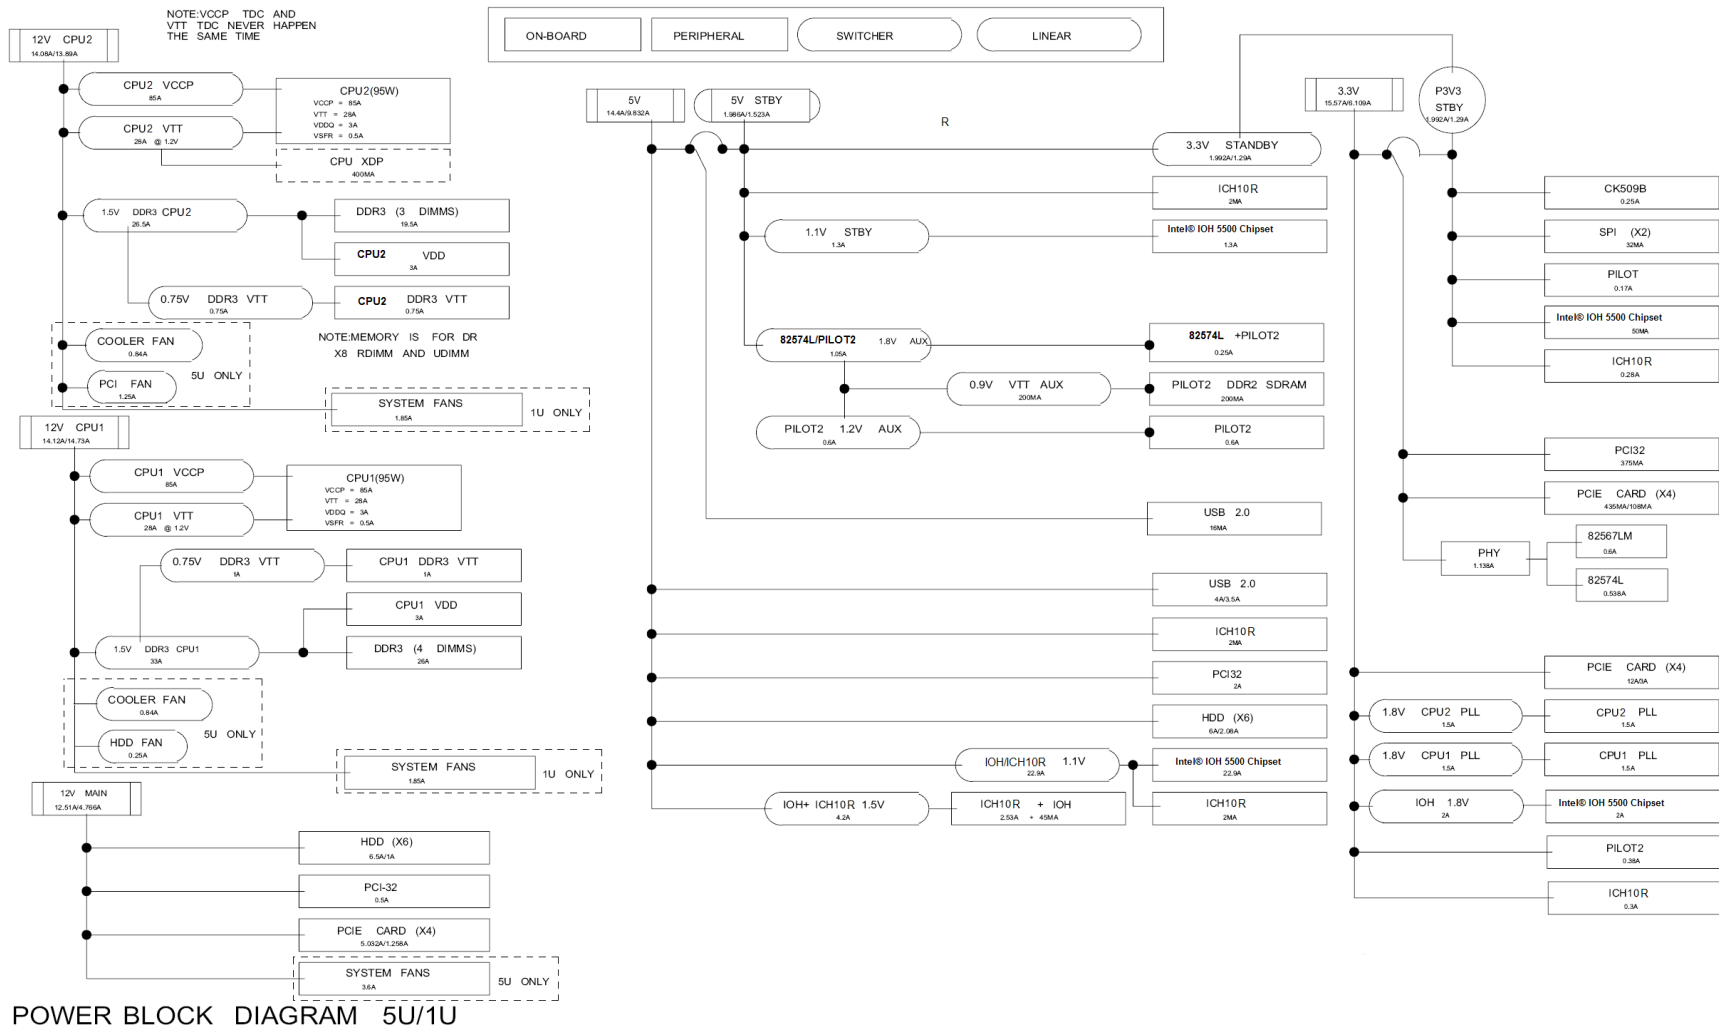 NOTE:VCCP TDC AND
VTT TDC NEVER HAPPEN
THE SAME TIME
ON-BOARD
PERIPHERAL
SWITCHER
LINEAR
12V CPU2
14.08A/13.89A
CPU2 VCCP
85A
CPU2 VTT
28A @ 1.2V
CPU2(95W)
VCCP = 85A
VTT = 28A
VDDQ = 3A
VSFR = 0.5A
CPU XDP
400MA
1.5V DDR3 CPU2
26.5A
DDR3 (3 DIMMS)
19.5A
CPU2 VDD
3A
0.75V DDR3 VTT
0.75A
CPU2 DDR3 VTT
0.75A
NOTE:MEMORY IS FOR DR
X8 RDIMM AND UDIMM
COOLER FAN
0.84A
PCI FAN
1.25A
5U ONLY
SYSTEM FANS
1.85A
1U ONLY
12V CPU1
14.12A/14.73A
CPU1 VCCP
85A
CPU1 VTT
28A @ 1.2V
CPU1(95W)
VCCP = 85A
VTT = 28A
VDDQ = 3A
VSFR = 0.5A
0.75V DDR3 VTT
1A
CPU1 DDR3 VTT
1A
CPU1 VDD
3A
1.5V DDR3 CPU1
33A
DDR3 (4 DIMMS)
26A
COOLER FAN
0.84A
HDD FAN
0.25A
5U ONLY
SYSTEM FANS
1.85A
1U ONLY
12V MAIN
12.51A/4.766A
HDD (X6)
6.5A/1A
PCI-32
0.5A
PCIE CARD (X4)
5.032A/1.258A
SYSTEM FANS
3.6A
5U ONLY
5V
14.4A/9.832A
5V STBY
1.986A/1.523A
R
3.3V STANDBY
1.992A/1.29A
ICH10R
2MA
1.1V STBY
1.3A
Intel® IOH 5500 Chipset
1.3A
82574L/PILOT2 1.8V AUX
1.05A
82574L +PILOT2
0.25A
0.9V VTT AUX
200MA
PILOT2 DDR2 SDRAM
200MA
PILOT2 1.2V AUX
0.6A
PILOT2
0.6A
USB 2.0
16MA
USB 2.0
4A/3.5A
ICH10R
2MA
PCI32
2A
HDD (X6)
6A/2.08A
IOH/ICH10R 1.1V
22.9A
Intel® IOH 5500 Chipset
22.9A
IOH+ ICH10R 1.5V
4.2A
ICH10R + IOH
2.53A + 45MA
ICH10R
2MA
3.3V
15.57A/6.109A
P3V3
STBY
1.992A/1.29A
CK509B
0.25A
SPI (X2)
32MA
PILOT
0.17A
Intel® IOH 5500 Chipset
50MA
ICH10R
0.28A
PCI32
375MA
PCIE CARD (X4)
435MA/108MA
PHY
1.138A
82567LM
0.6A
82574L
0.538A
PCIE CARD (X4)
12A/3A
1.8V CPU2 PLL
1.5A
CPU2 PLL
1.5A
1.8V CPU1 PLL
1.5A
CPU1 PLL
1.5A
IOH 1.8V
2A
Intel® IOH 5500 Chipset
2A
PILOT2
0.38A
ICH10R
0.3A
POWER BLOCK DIAGRAM 5U/1U